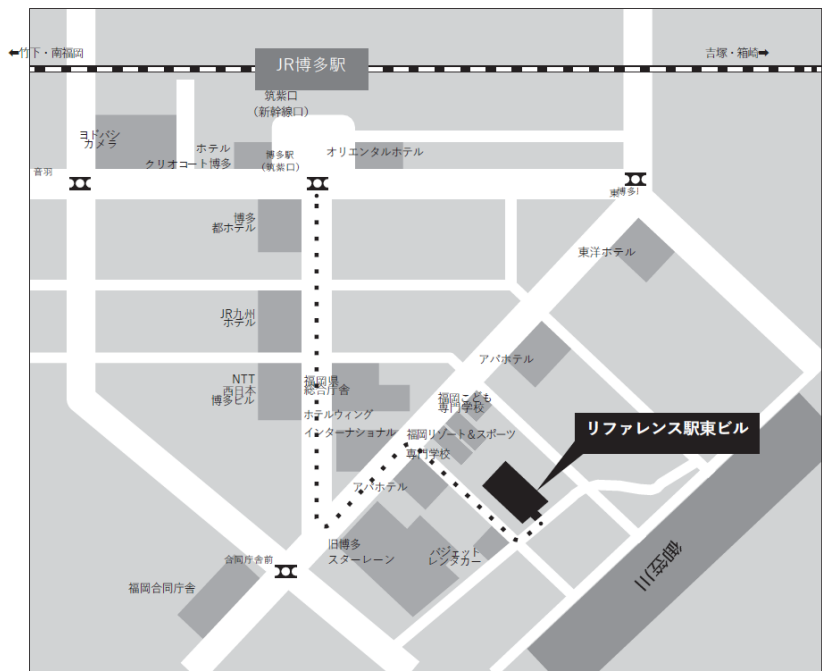 ←竹下・南福岡
吉塚・箱崎→
JR博多駅
筑紫口
(新幹線口)
ヨドバシ
カメラ
ホテル
クリオコート博多
博多駅
(筑紫口)
オリエンタルホテル
音羽
東博多
博多
都ホテル
東洋ホテル
JR九州
ホテル
アパホテル
NTT
西日本
博多ビル
福岡県
総合庁舎
福岡こども
専門学校
ホテルウィング
インターナショナル
福岡リゾート&スポーツ
専門学校
リファレンス駅東ビル
アパホテル
旧博多
スターレーン
バジェット
レンタカー
合同庁舎前
福岡合同庁舎
御笠川